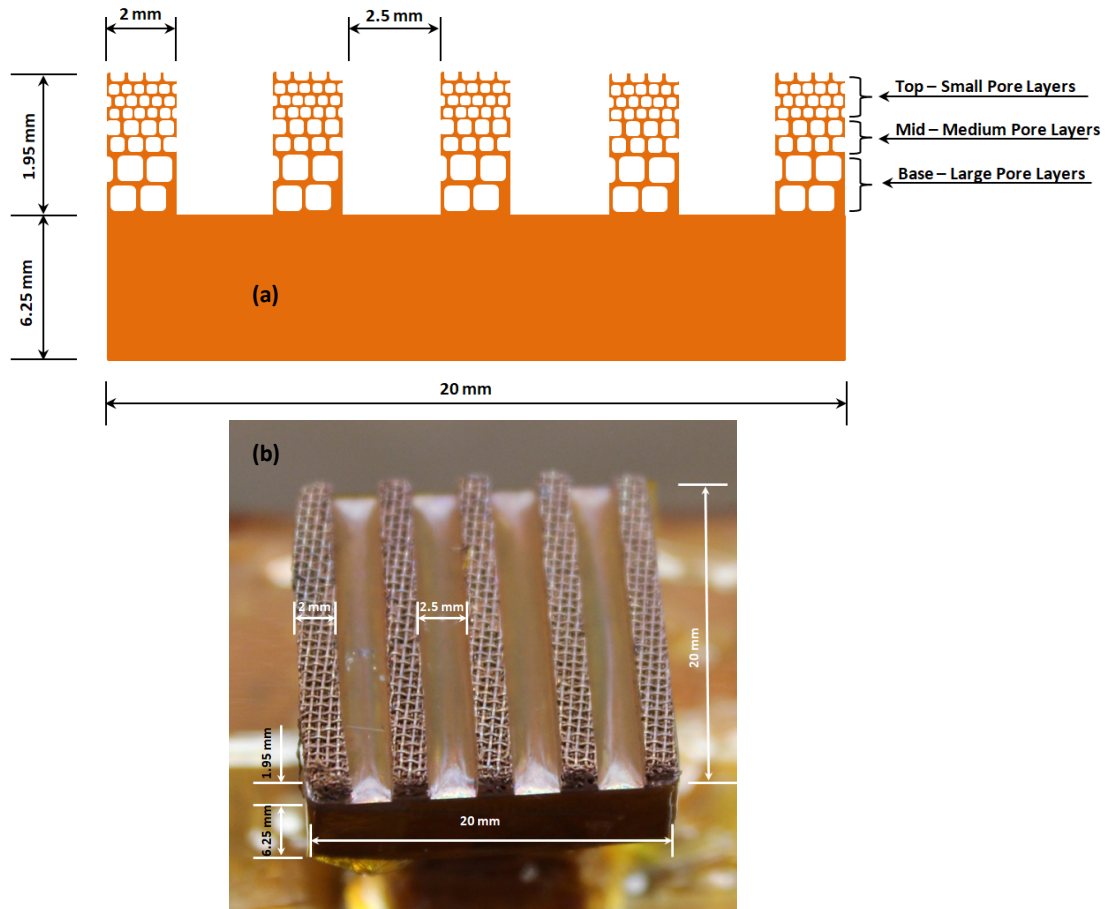 2 mm
2.5 mm
1.95 mm
Top – Small Pore Layers
Mid – Medium Pore Layers
Base – Large Pore Layers
6.25 mm
(a)
20 mm
(b)
2 mm
2.5 mm
20 mm
1.95 mm
6.25 mm
20 mm